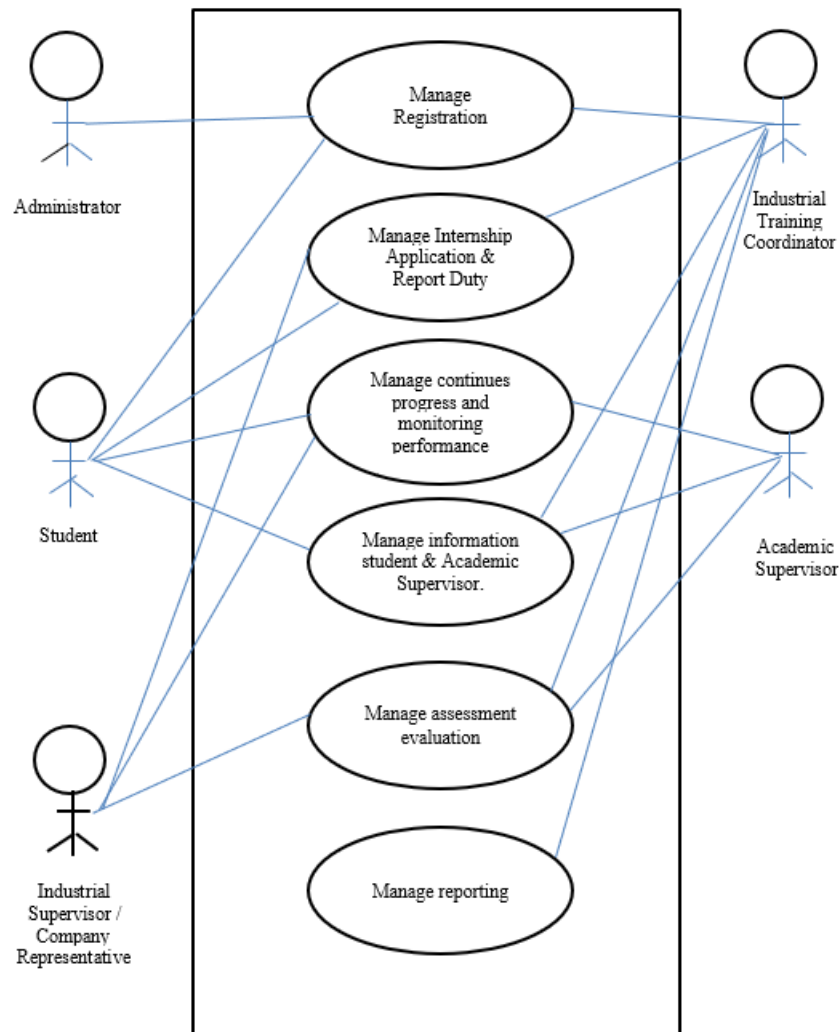 Manage
Registration
Administrator
Industrial
Training
Coordinator
Manage Internship
Application &
Report Duty
Manage continues
progress and
monitoring
performance
Student
Manage information
student & Academic
Supervisor.
Academic
Supervisor
Manage assessment
evaluation
Industrial
Supervisor /
Company
Representative
Manage reporting